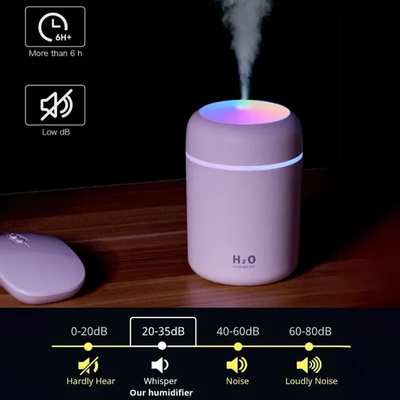 6H+
More than 6 h
Low dB
H₂O
0-20dB
20-35dB
40-60dB
60-80dB
Hardly Hear
Whisper
Noise
Loudly Noise
Our humidifier